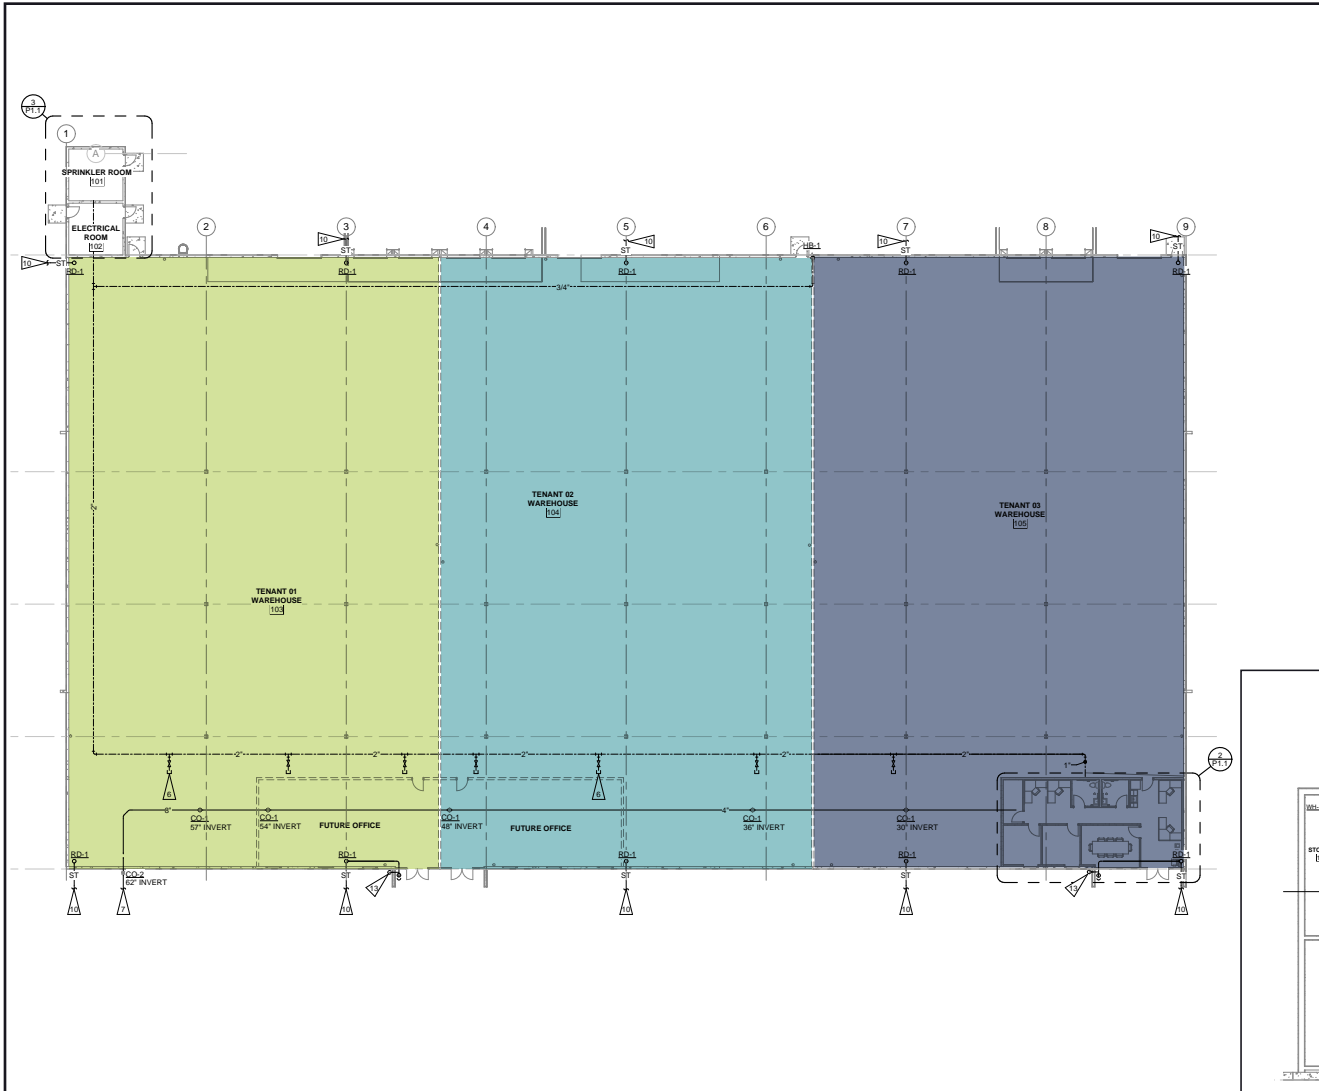 3
P1.1
1
A
SPRINKLER ROOM
101
ELECTRICAL
ROOM
102
2
3
4
5
6
7
8
9
10
10
10
10
HB-1
ST
ST
ST
ST
10
ST
RD-1
RD-1
RD-1
RD-1
RD-1
3/4"
2"
TENANT 02
WAREHOUSE
104
TENANT 03
WAREHOUSE
105
TENANT 01
WAREHOUSE
103
2"
2"
2"
2"
2"
1"
2
P1.1
6
6
6"
4"
CO-1
57" INVERT
CO-1
54" INVERT
FUTURE OFFICE
CO-1
48" INVERT
FUTURE OFFICE
CO-1
36" INVERT
CO-1
30" INVERT
WH-
STO
RD-1
RD-1
RD-1
RD-1
RD-1
ST
CO-2
62" INVERT
ST
ST
ST
ST
13
13
10
7
10
10
10
10